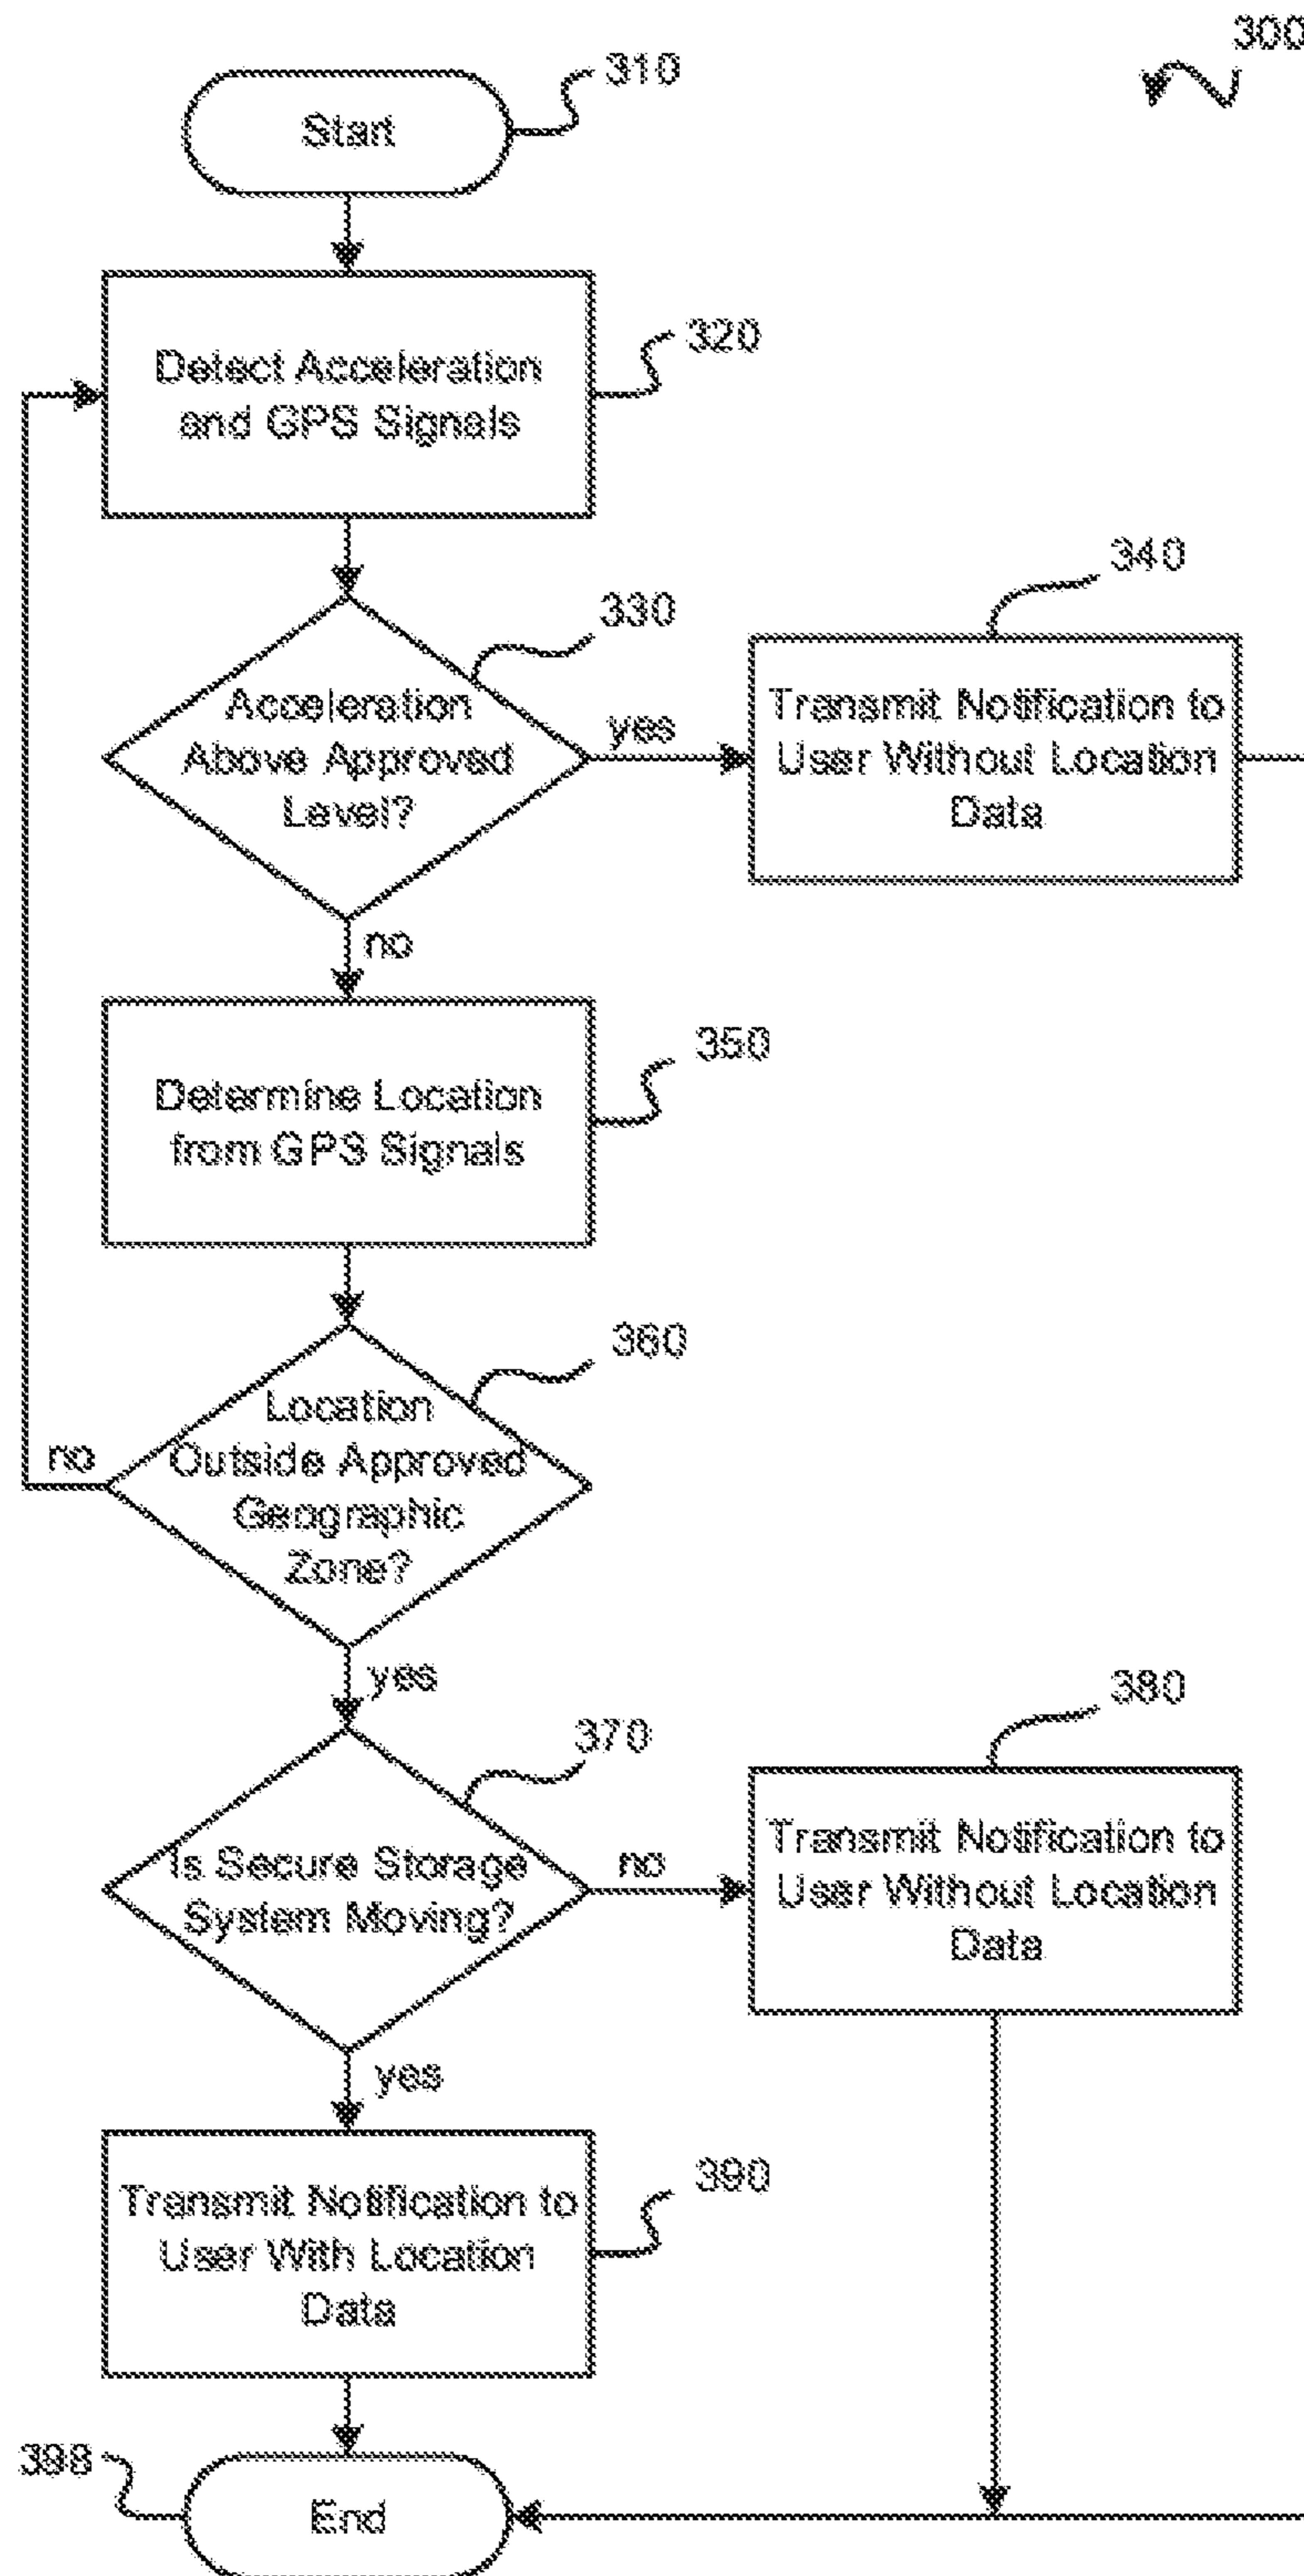 300
310
Start
320
Detect Acceleration
and GPS Signals
330
340
Acceleration
Above Approved
Level?
yes
Transmit Notification to
User Without Location
Data
no
350
Determine Location
from GPS Signals
360
Location
Outside Approved
Geographic
Zone?
no
yes
370
380
Is Secure Storage
System Moving?
no
Transmit Notification to
User Without Location
Data
yes
390
Transmit Notification to
User With Location
Data
398
End